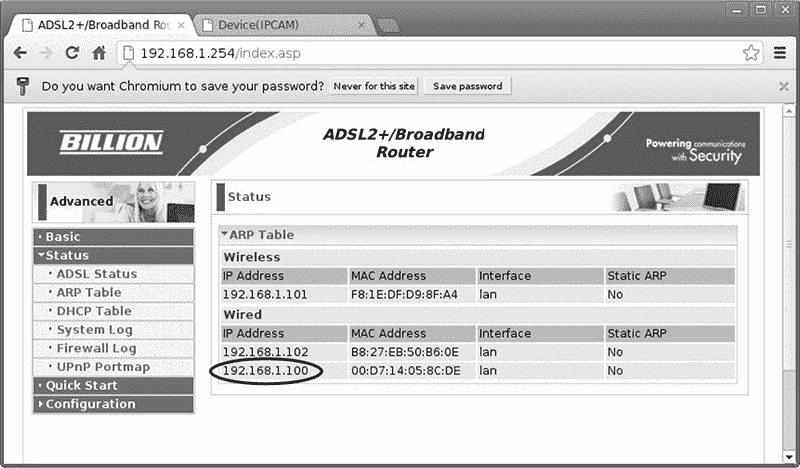 ADSL2+/Broadband Rou
Device(IPCAM)
192.168.1.254/index.asp
Do you want Chromium to save your password? Never for this site Save password
BILLION
ADSL2+/Broadband
Router
Powering communications
with Security
Advanced
Status
Basic
Status
ADSL Status
ARP Table
DHCP Table
System Log
Firewall Log
UPnP Portmap
Quick Start
Configuration
ARP Table
Wireless
IP Address MAC Address Interface Static ARP
192.168.1.101 F8:1E:DF:D9:8F:A4 lan No
Wired
IP Address MAC Address Interface Static ARP
192.168.1.102 B8:27:EB:50:B6:0E lan No
192.168.1.100 00:D7:14:05:8C:DE lan No